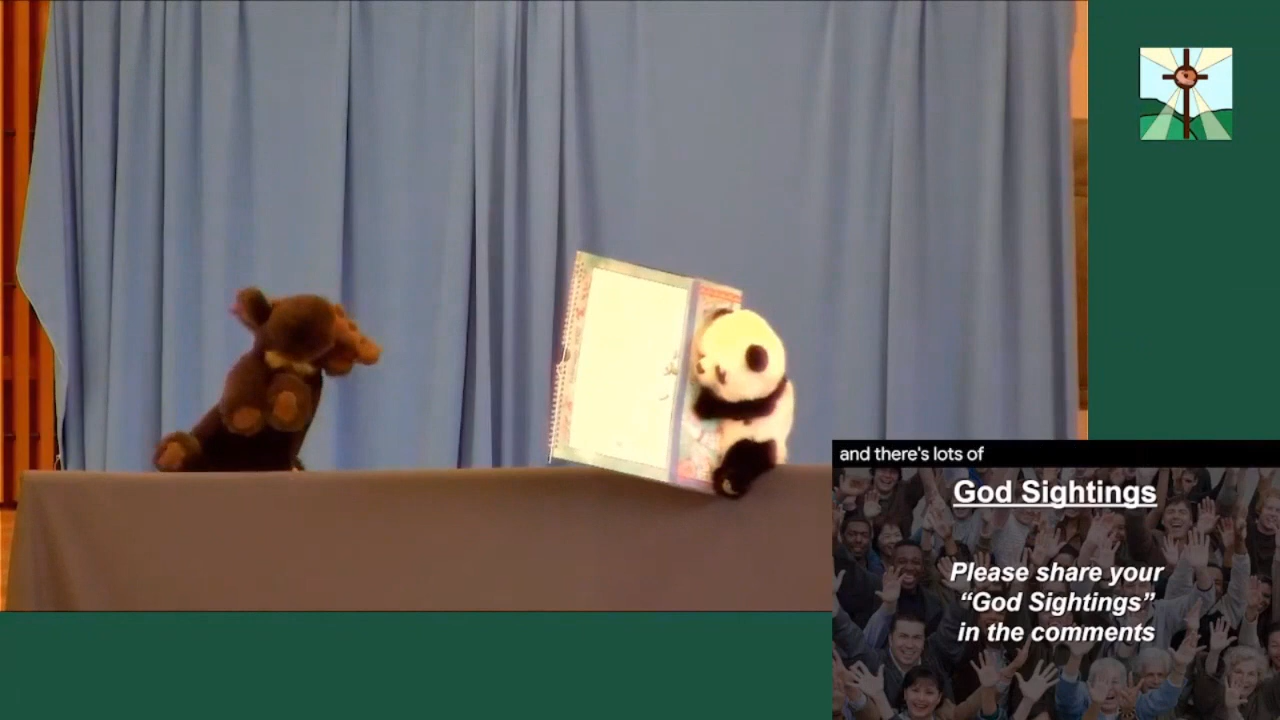 and there's lots of
God Sightings
Please share your
“God Sightings”
in the comments